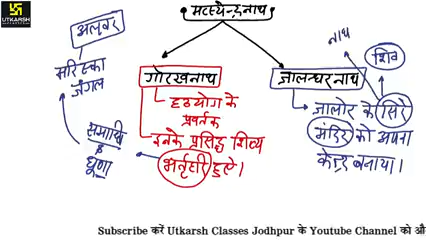 UTKARSH
CLASSES
मत्स्येन्द्रनाथ
अलवर
नाथ
शिव
सरिस्का
जंगल
गोरखनाथ
हठयोग के
प्रवर्तक
इनके प्रसिद्ध शिष्य
भर्तृहरि हुऐ।
समाधि
धूणा
जालन्धरनाथ
जालोर के सिरे
मंदिर को अपना
केन्द्र बनाया।
Subscribe करें Utkarsh Classes Jodhpur के Youtube Channel को औ